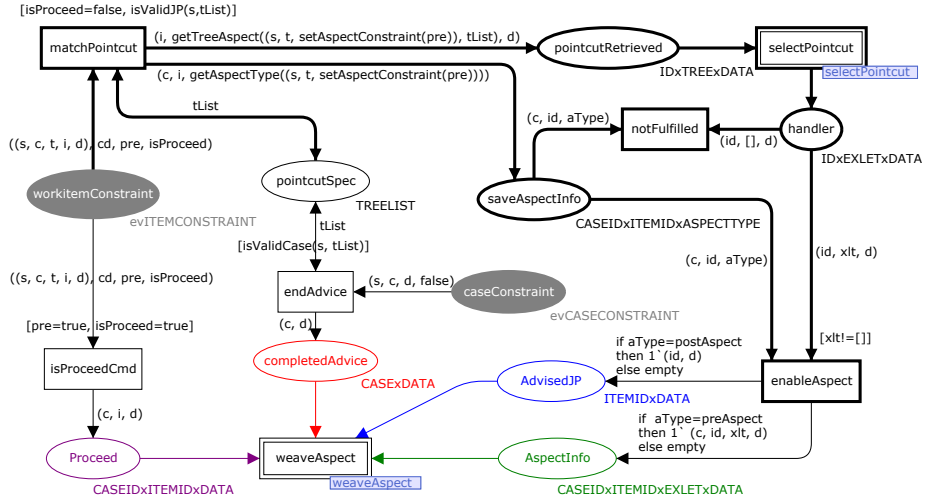 [isProceed=false, isValidJP(s,tList)]
matchPointcut
(i, getTreeAspect((s, t, setAspectConstraint(pre)), tList), d)
pointcutRetrieved
selectPointcut
(c, i, getAspectType((s, t, setAspectConstraint(pre))))
IDxTREExDATA
selectPointcut
tList
(c, id, aType)
notFulfilled
(id, [], d)
handler
((s, c, t, i, d), cd, pre, isProceed)
IDxEXLETxDATA
workitemConstraint
pointcutSpec
saveAspectInfo
TREELIST
evITEMCONSTRAINT
CASEIDxITEMIDxASPECTTYPE
tList
[isValidCase(s, tList)]
(id, xlt, d)
(c, id, aType)
((s, c, t, i, d), cd, pre, isProceed)
(s, c, d, false)
endAdvice
caseConstraint
evCASECONSTRAINT
[pre=true, isProceed=true]
(c, d)
[xlt!=[]]
if aType=postAspect
then 1`(id, d)
else empty
isProceedCmd
completedAdvice
AdvisedJP
enableAspect
CASExDATA
ITEMIDxDATA
(c, i, d)
if  aType=preAspect
then 1` (c, id, xlt, d)
else empty
Proceed
weaveAspect
AspectInfo
weaveAspect
CASEIDxITEMIDxDATA
CASEIDxITEMIDxEXLETxDATA